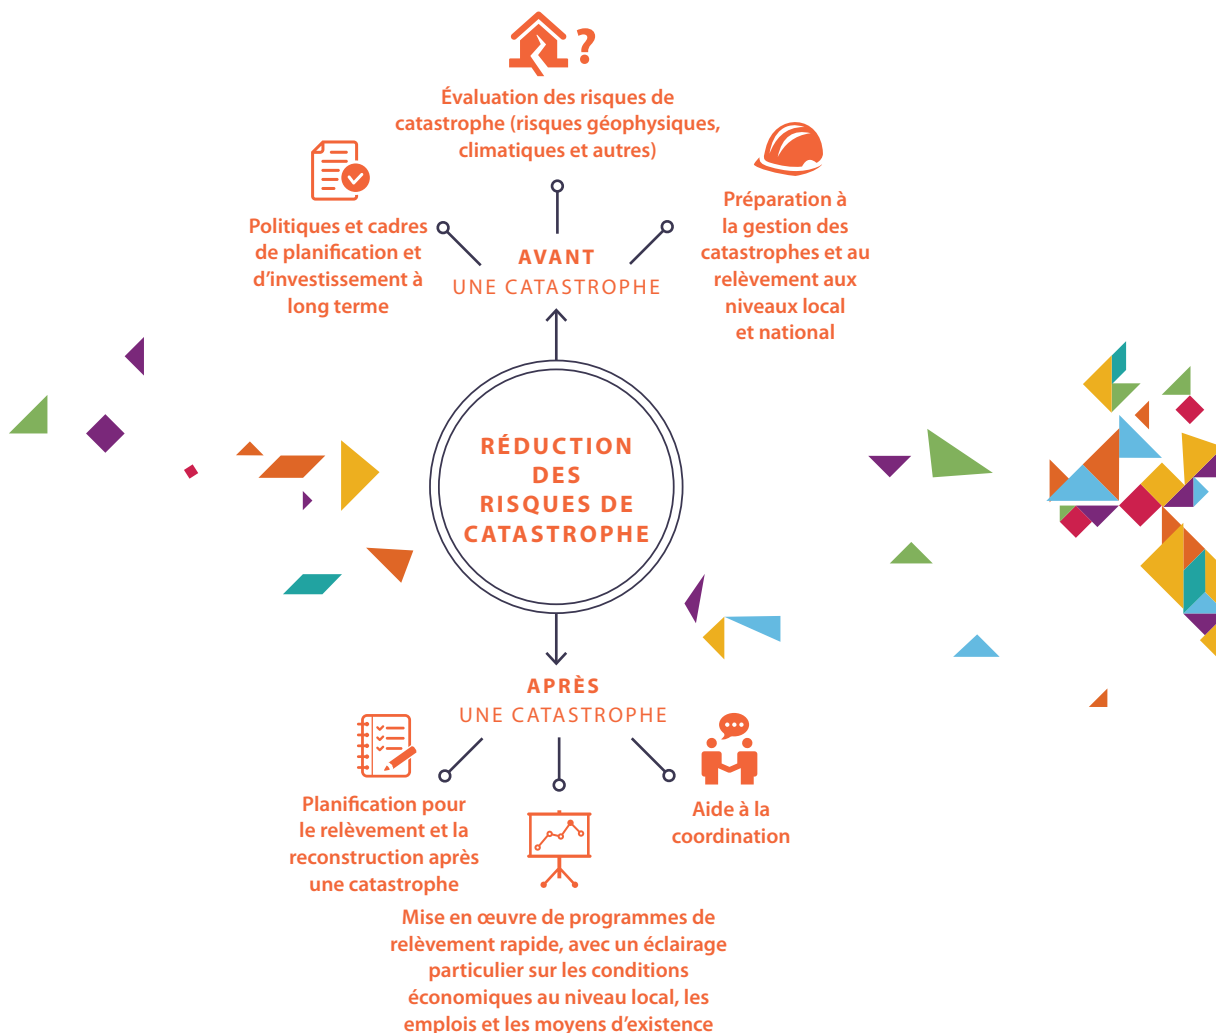 ?
Évaluation des risques de
catastrophe (risques géophysiques,
climatiques et autres)
Politiques et cadres
de planification et
d'investissement à
long terme
Préparation à
la gestion des
catastrophes et au
relèvement aux
niveaux local
et national
AVANT
UNE CATASTROPHE
RÉDUCTION
DES
RISQUES DE
CATASTROPHE
APRÈS
UNE CATASTROPHE
Planification pour
le relèvement et la
reconstruction après
une catastrophe
Mise en œuvre de programmes de
relèvement rapide, avec un éclairage
particulier sur les conditions
économiques au niveau local, les
emplois et les moyens d'existence
Aide à la
coordination